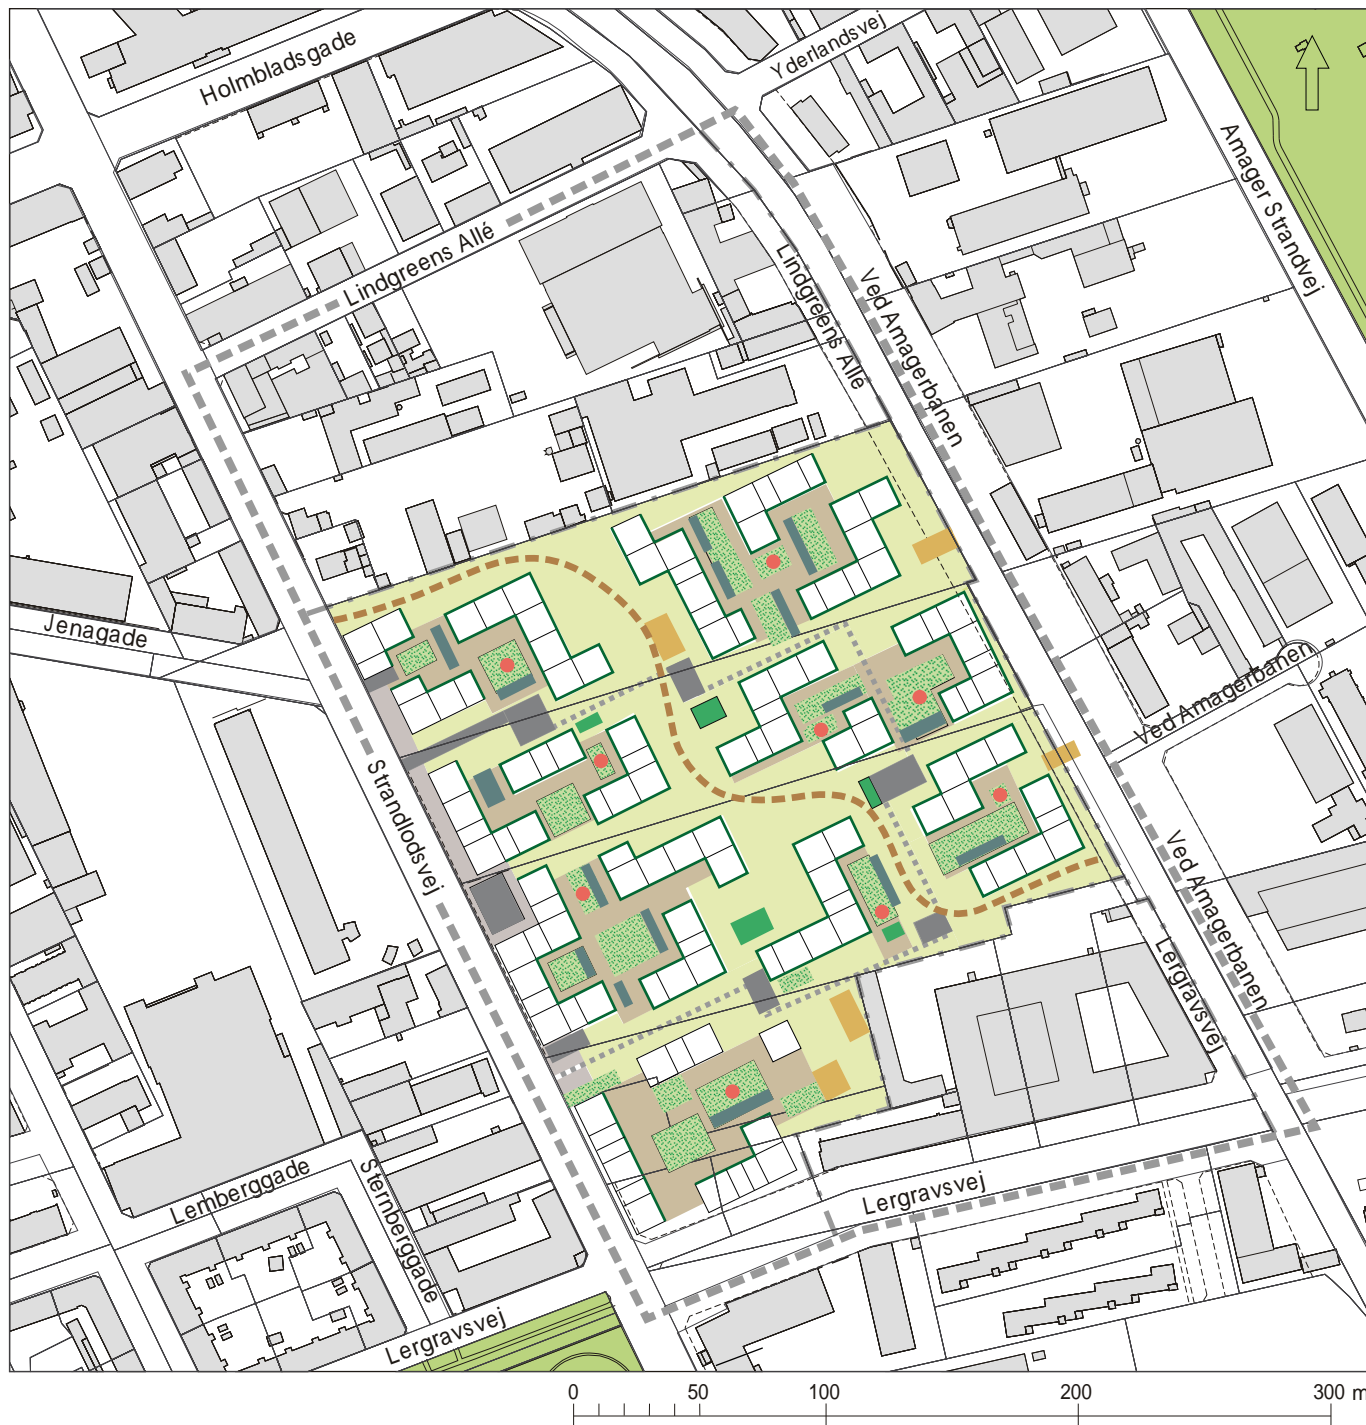 Holmbladsgade
Yderlandsvej
Amager Strandvej
Lindgreens Allé
Lindgreens Allé
Ved Amagerbanen
Jenagade
Ved Amagerbanen
Strandlodsvej
Ved Amagerbanen
Lergravsvej
Lemberggade
Sternberggade
Lergravsvej
Lergravsvej
0 50 100 200 300 m